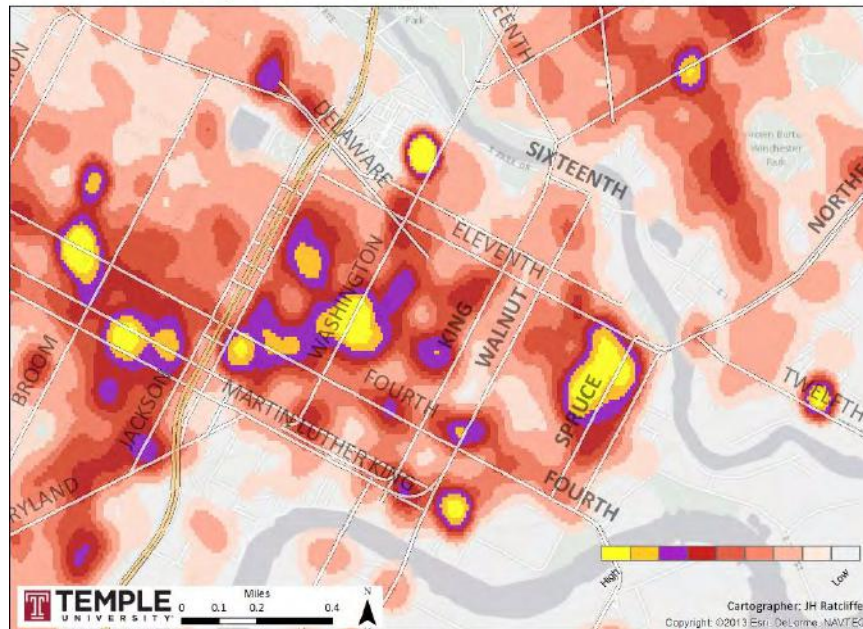 DELAWARE
SIXTEENTH
ELEVENTH
NORTHE
WASHINGTON
KING
WALNUT
BROOM
JACKSON
FOURTH
MARTIN LUTHER KING
SPRUCE
FOURTH
TWELFTH
RYLAND
High
Low
TEMPLE
UNIVERSITY
Miles
0 0.1 0.2 0.4
N
Cartographer: JH Ratcliffe
Copyright: ©2013 Esri, DeLorme, NAVTEQ